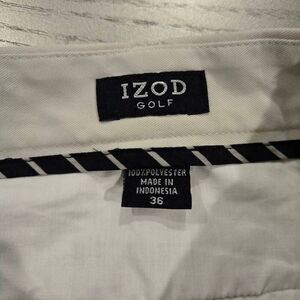 IZOD
GOLF
100%POLYESTER
MADE IN
INDONESIA
36